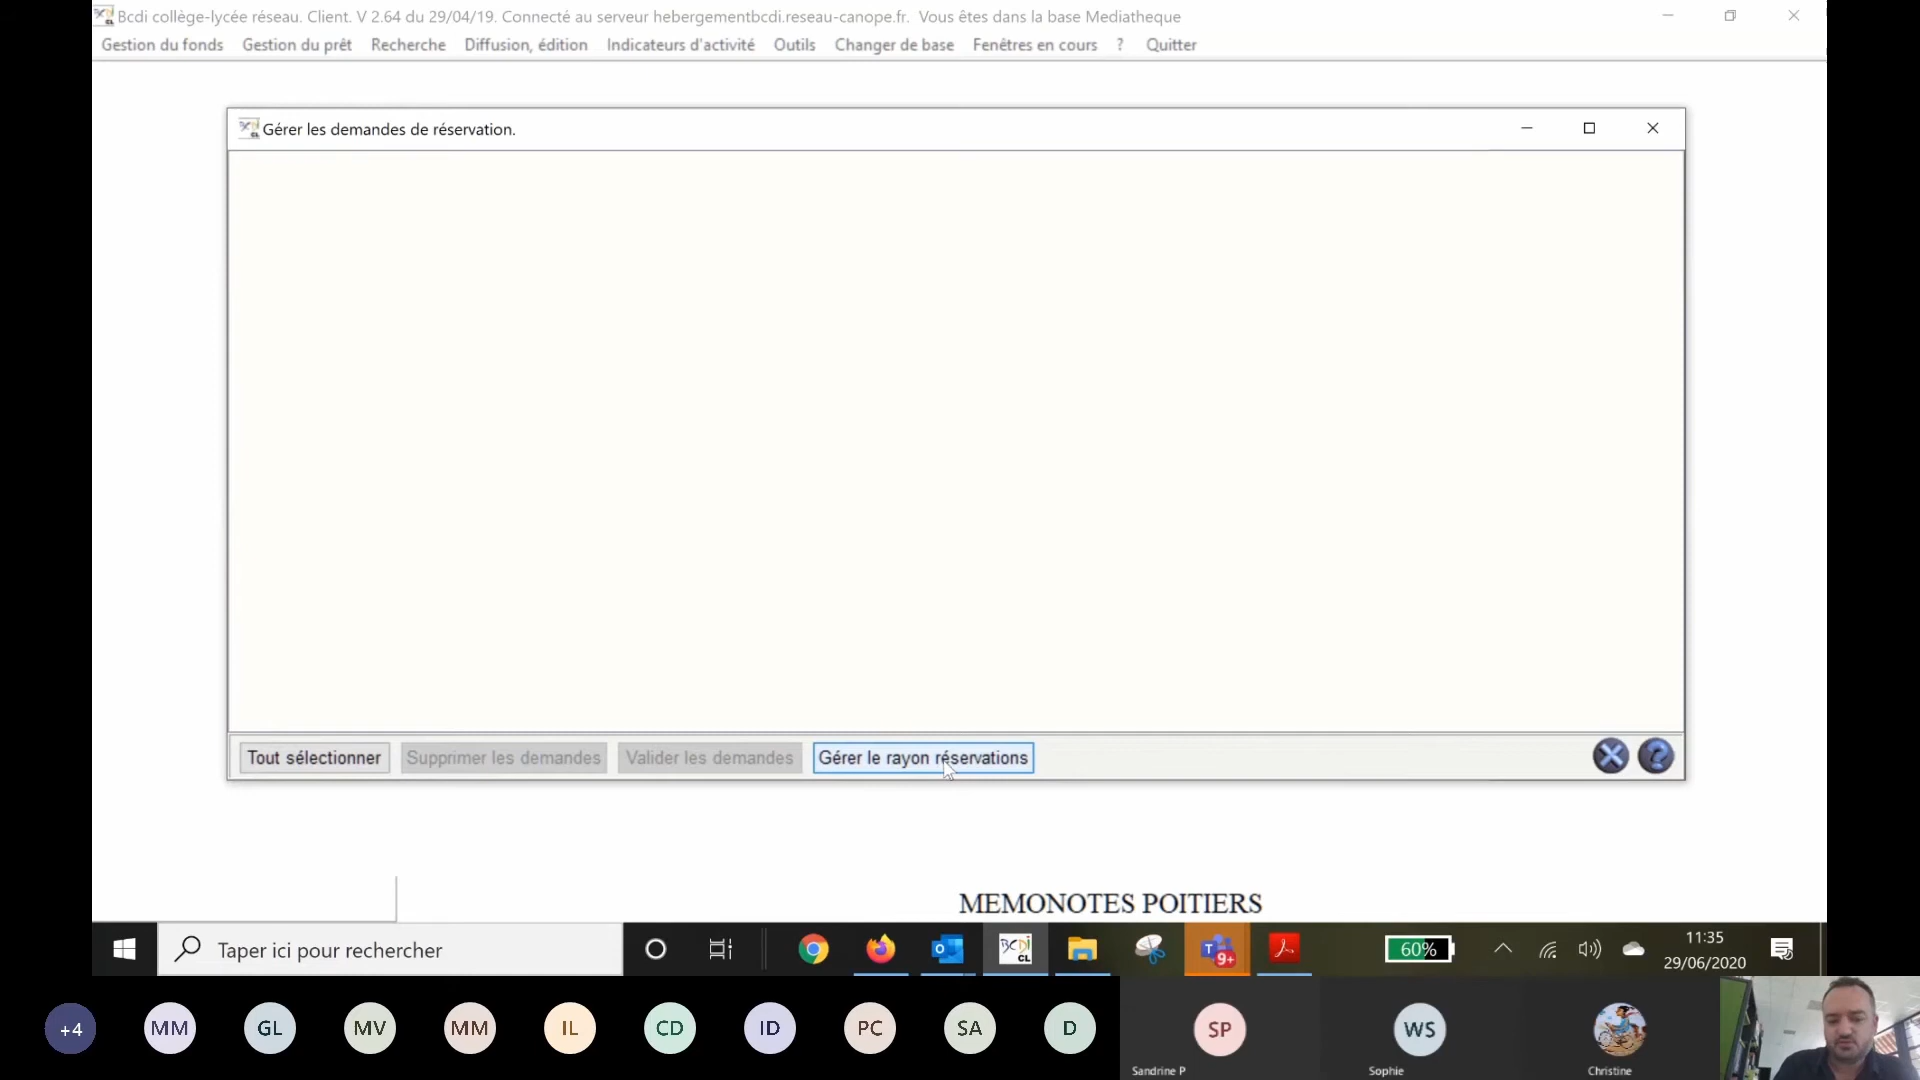 Bcdi collège-lycée réseau. Client. V 2.64 du 29/04/19. Connecté au serveur hebergementbcdi.reseau-canope.fr. Vous êtes dans la base Mediatheque
Gestion du fonds Gestion du prêt Recherche Diffusion, édition Indicateurs d'activité Outils Changer de base Fenêtres en cours ? Quitter
Gérer les demandes de réservation.
Tout sélectionner Supprimer les demandes Valider les demandes Gérer le rayon réservations
MEMONOTES POITIERS
Taper ici pour rechercher
BCDI CL
9+
60%
11:35
29/06/2020
+4 MM GL MV MM IL CD ID PC SA D SP WS
Sandrine P Sophie Christine